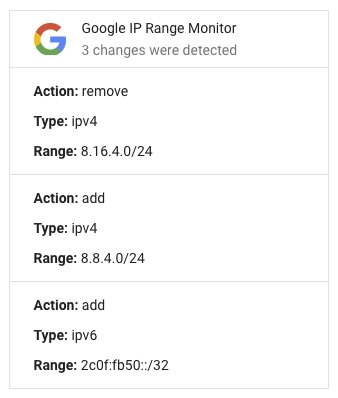 Google IP Range Monitor
3 changes were detected
Action: remove
Type: ipv4
Range: 8.16.4.0/24
Action: add
Type: ipv4
Range: 8.8.4.0/24
Action: add
Type: ipv6
Range: 2c0f:fb50::/32